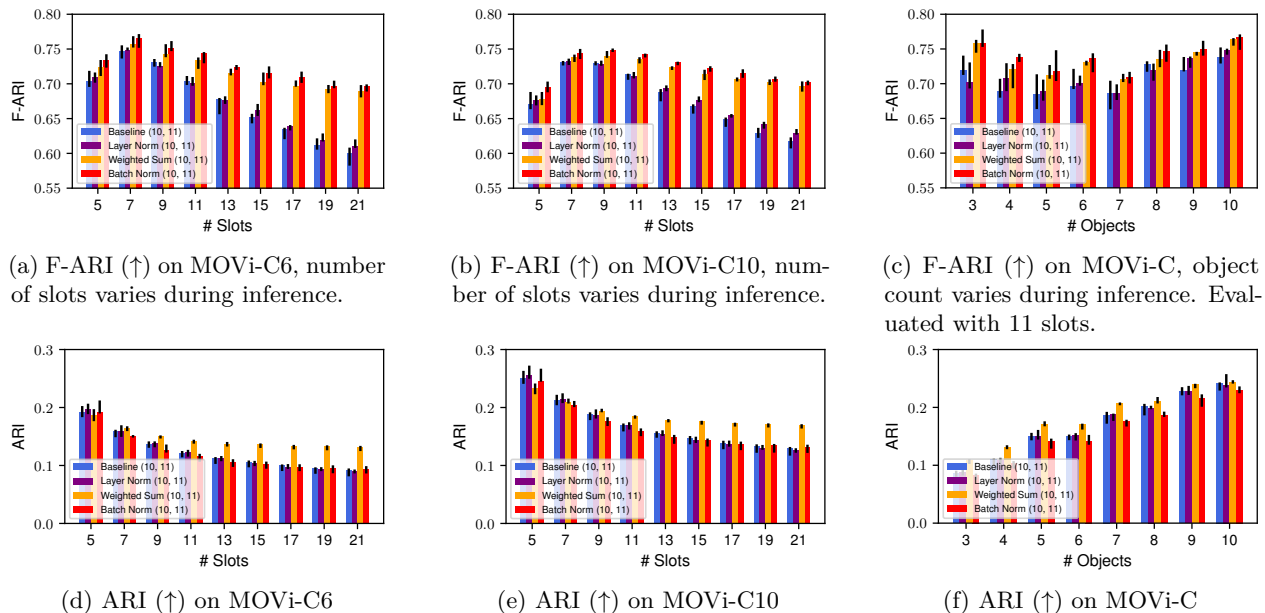 0.80
0.75
0.70
0.65
0.60
0.55
F-ARI
Baseline (10, 11)
Layer Norm (10, 11)
Weighted Sum (10, 11)
Batch Norm (10, 11)
5 7 9 11 13 15 17 19 21
# Slots
(a) F-ARI (↑) on MOVi-C6, number
of slots varies during inference.
0.80
0.75
0.70
0.65
0.60
0.55
F-ARI
Baseline (10, 11)
Layer Norm (10, 11)
Weighted Sum (10, 11)
Batch Norm (10, 11)
5 7 9 11 13 15 17 19 21
# Slots
(b) F-ARI (↑) on MOVi-C10, num-
ber of slots varies during inference.
0.80
0.75
0.70
0.65
0.60
0.55
F-ARI
Baseline (10, 11)
Layer Norm (10, 11)
Weighted Sum (10, 11)
Batch Norm (10, 11)
3 4 5 6 7 8 9 10
# Objects
(c) F-ARI (↑) on MOVi-C, object
count varies during inference. Eval-
uated with 11 slots.
0.3
0.2
0.1
0.0
ARI
Baseline (10, 11)
Layer Norm (10, 11)
Weighted Sum (10, 11)
Batch Norm (10, 11)
5 7 9 11 13 15 17 19 21
# Slots
(d) ARI (↑) on MOVi-C6
0.3
0.2
0.1
0.0
ARI
Baseline (10, 11)
Layer Norm (10, 11)
Weighted Sum (10, 11)
Batch Norm (10, 11)
5 7 9 11 13 15 17 19 21
# Slots
(e) ARI (↑) on MOVi-C10
0.3
0.2
0.1
0.0
ARI
Baseline (10, 11)
Layer Norm (10, 11)
Weighted Sum (10, 11)
Batch Norm (10, 11)
3 4 5 6 7 8 9 10
# Objects
(f) ARI (↑) on MOVi-C